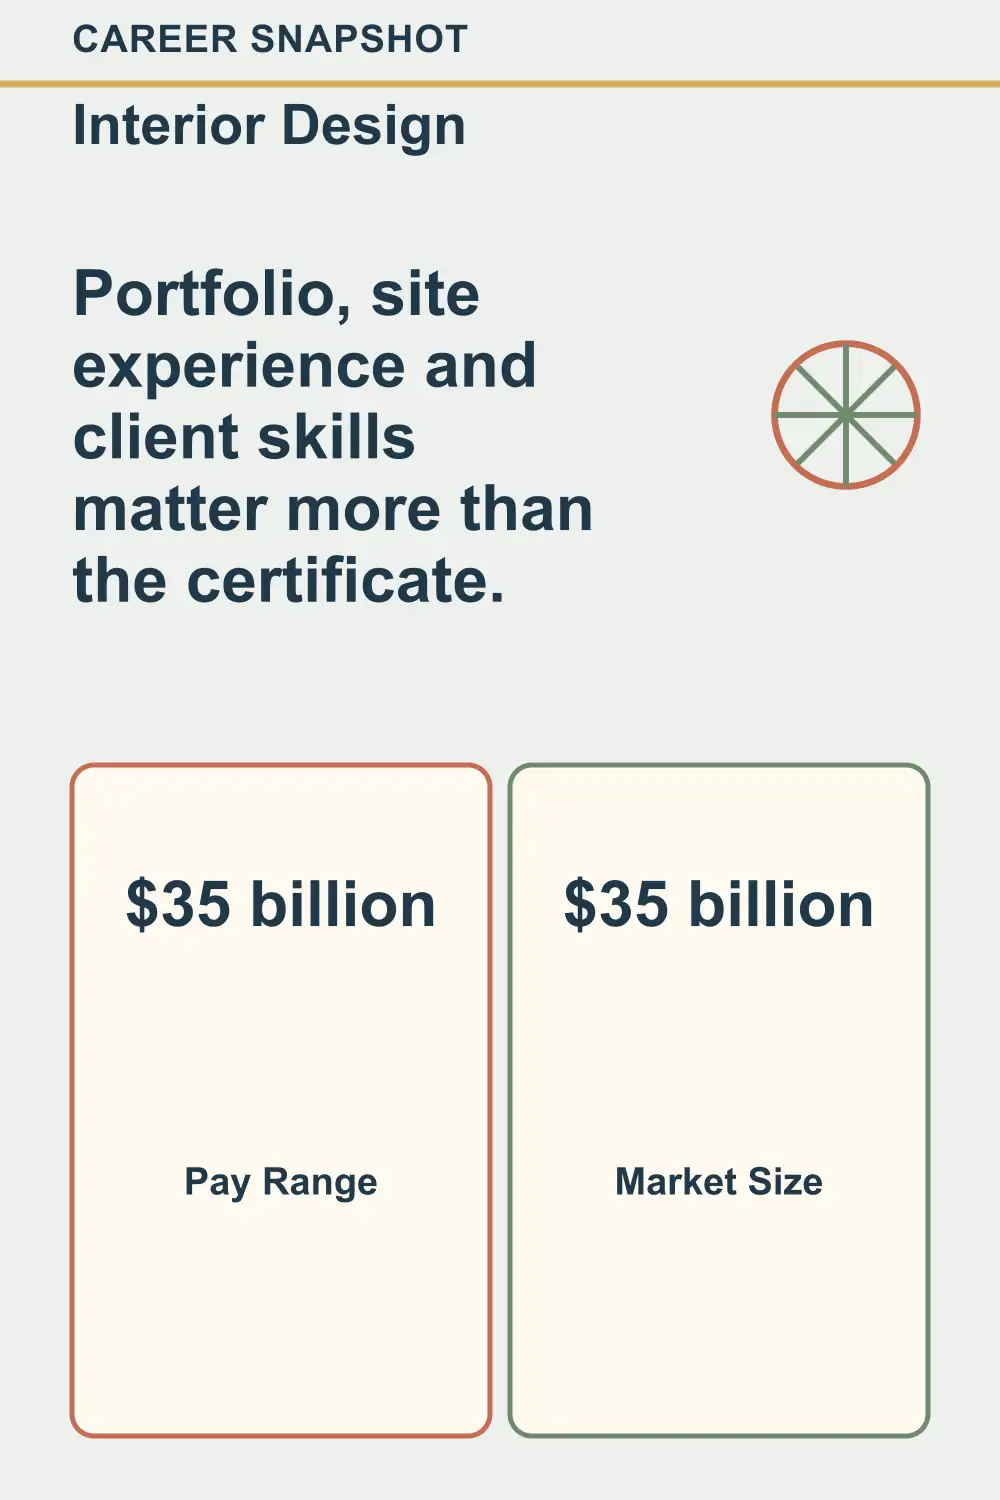 CAREER SNAPSHOT
Interior Design
Portfolio, site
experience and
client skills
matter more than
the certificate.
$35 billion
Pay Range
$35 billion
Market Size